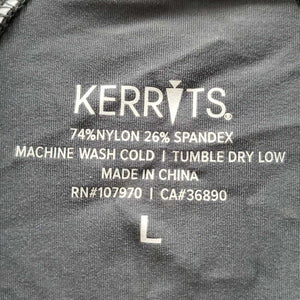 KERRITS®
74%NYLON 26% SPANDEX
MACHINE WASH COLD | TUMBLE DRY LOW
MADE IN CHINA
RN#107970 | CA#36890
L